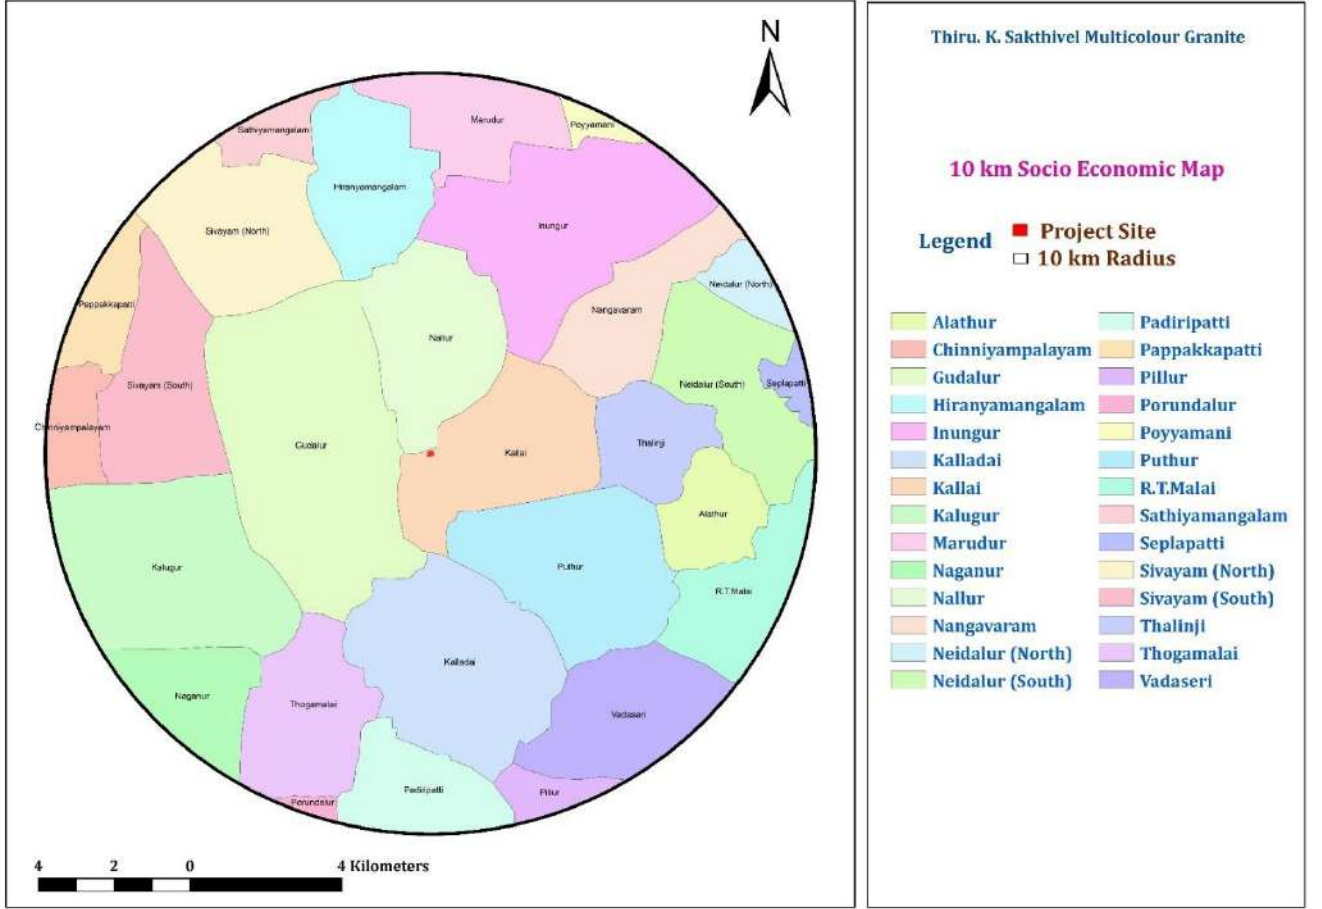 N
Marudur
Poyyamani
Sathiyamangalam
Hiranyamangalam
Inungur
Sivayam (North)
Neidalur (North)
Pappakkapatti
Nangavaram
Nallur
Sivayam (South)
Neidalur (South)
Seplapatti
Chinniyampalayam
Gudalur
Kallai
Thalinji
Alathur
Kalugur
Puthur
R.T.Malai
Kalladai
Naganur
Thogamalai
Vadasari
Padiripatti
Pillur
Porundalur
4 2 0 4 Kilometers
Thiru. K. Sakthivel Multicolour Granite
10 km Socio Economic Map
Legend
Project Site
10 km Radius
Alathur
Chinniyampalayam
Gudalur
Hiranyamangalam
Inungur
Kalladai
Kallai
Kalugur
Marudur
Naganur
Nallur
Nangavaram
Neidalur (North)
Neidalur (South)
Padiripatti
Pappakkapatti
Pillur
Porundalur
Poyyamani
Puthur
R.T.Malai
Sathiyamangalam
Seplapatti
Sivayam (North)
Sivayam (South)
Thalinji
Thogamalai
Vadaseri